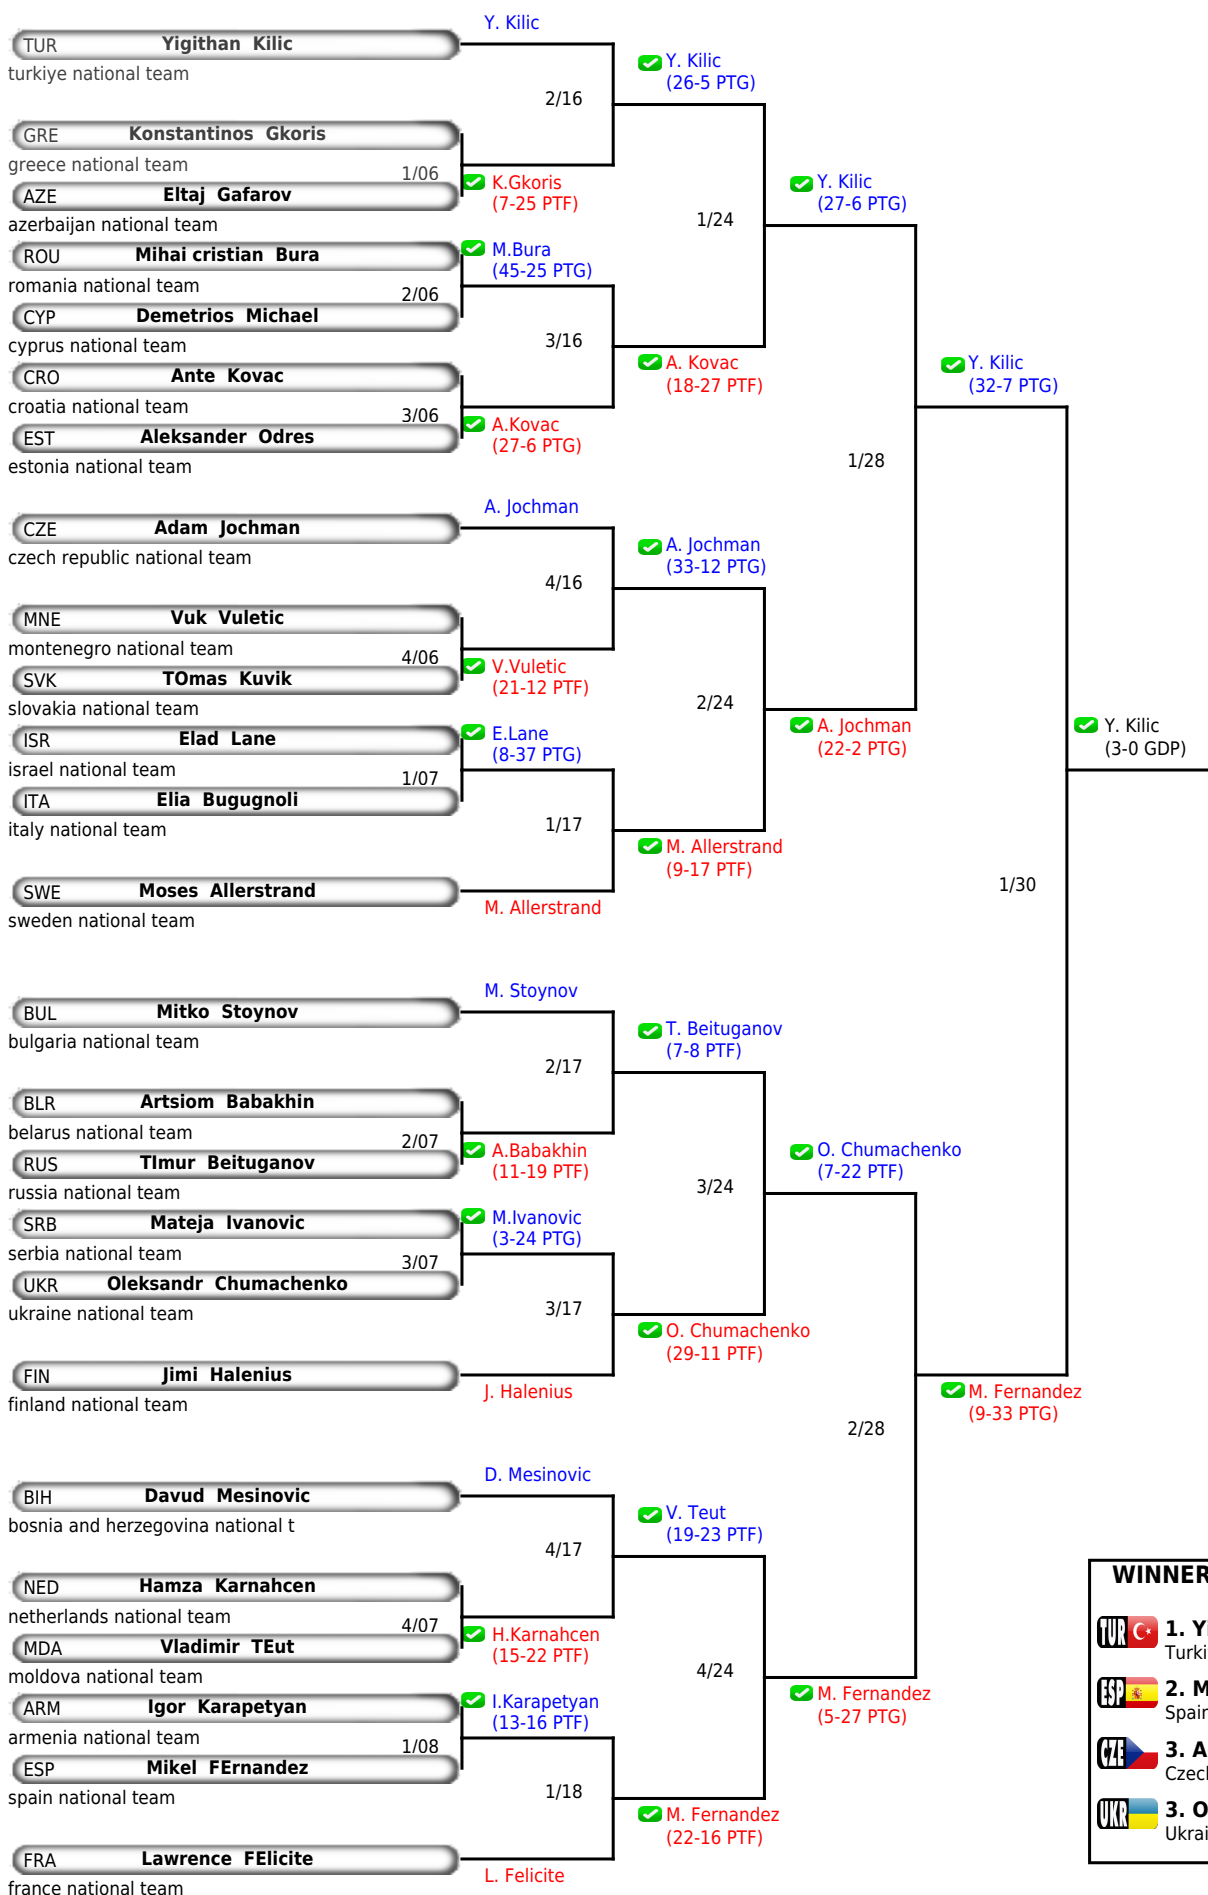 Y. Kilic
TUR Yigithan Kilic
turkiye national team
Y. Kilic
(26-5 PTG)
2/16
GRE Konstantinos Gkoris
greece national team
1/06
K.Gkoris
(7-25 PTF)
AZE Eltaj Gafarov
azerbaijan national team
Y. Kilic
(27-6 PTG)
1/24
ROU Mihai cristian Bura
romania national team
M.Bura
(45-25 PTG)
2/06
CYP Demetrios Michael
cyprus national team
3/16
A. Kovac
(18-27 PTF)
Y. Kilic
(32-7 PTG)
CRO Ante Kovac
croatia national team
3/06
A.Kovac
(27-6 PTG)
EST Aleksander Odres
estonia national team
1/28
A. Jochman
CZE Adam Jochman
czech republic national team
A. Jochman
(33-12 PTG)
4/16
MNE Vuk Vuletic
montenegro national team
4/06
V.Vuletic
(21-12 PTF)
SVK TOmas Kuvik
slovakia national team
2/24
A. Jochman
(22-2 PTG)
Y. Kilic
(3-0 GDP)
ISR Elad Lane
israel national team
E.Lane
(8-37 PTG)
1/07
ITA Elia Bugugnoli
italy national team
1/17
M. Allerstrand
(9-17 PTF)
SWE Moses Allerstrand
sweden national team
M. Allerstrand
1/30
M. Stoynov
BUL Mitko Stoynov
bulgaria national team
T. Beituganov
(7-8 PTF)
2/17
BLR Artsiom Babakhin
belarus national team
2/07
A.Babakhin
(11-19 PTF)
RUS TImur Beituganov
russia national team
O. Chumachenko
(7-22 PTF)
3/24
SRB Mateja Ivanovic
serbia national team
M.Ivanovic
(3-24 PTG)
3/07
UKR Oleksandr Chumachenko
ukraine national team
3/17
O. Chumachenko
(29-11 PTF)
FIN Jimi Halenius
finland national team
J. Halenius
M. Fernandez
(9-33 PTG)
2/28
D. Mesinovic
BIH Davud Mesinovic
bosnia and herzegovina national t
V. Teut
(19-23 PTF)
4/17
NED Hamza Karnahcen
netherlands national team
4/07
H.Karnahcen
(15-22 PTF)
MDA Vladimir TEut
moldova national team
4/24
M. Fernandez
(5-27 PTG)
ARM Igor Karapetyan
armenia national team
I.Karapetyan
(13-16 PTF)
1/08
ESP Mikel FErnandez
spain national team
1/18
M. Fernandez
(22-16 PTF)
FRA Lawrence FElicite
france national team
L. Felicite
WINNER
TUR 1. Yi
Turki
ESP 2. M
Spain
CZE 3. A
Czech
UKR 3. O
Ukrai